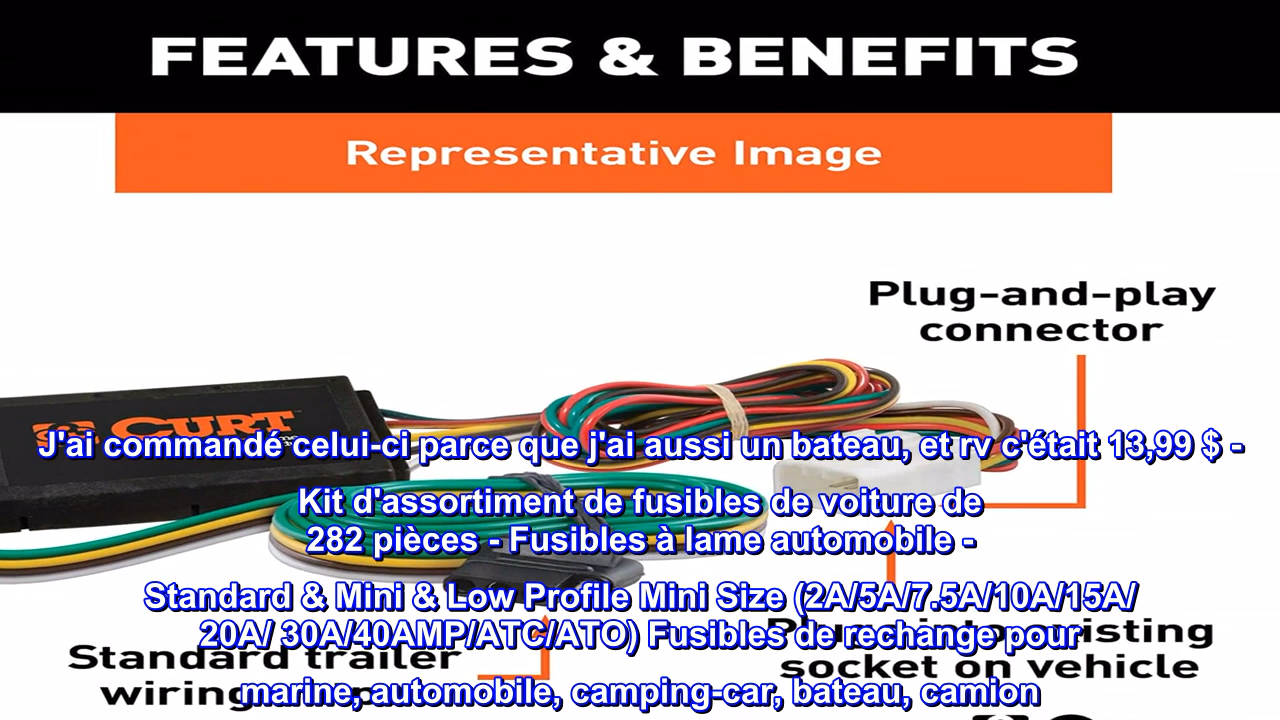 FEATURES & BENEFITS
Representative Image
Plug-and-play
connector
CURT
J'ai commandé celui-ci parce que j'ai aussi un bateau, et rv c'était 13,99 $ -
Kit d'assortiment de fusibles de voiture de
282 pièces - Fusibles à lame automobile -
Standard & Mini & Low Profile Mini Size (2A/5A/7.5A/10A/15A/
20A/ 30A/40AMP/ATC/ATO) Fusibles de rechange pour
marine, automobile, camping-car, bateau, camion
Standard trailer
wiring
Plugs into existing
socket on vehicle